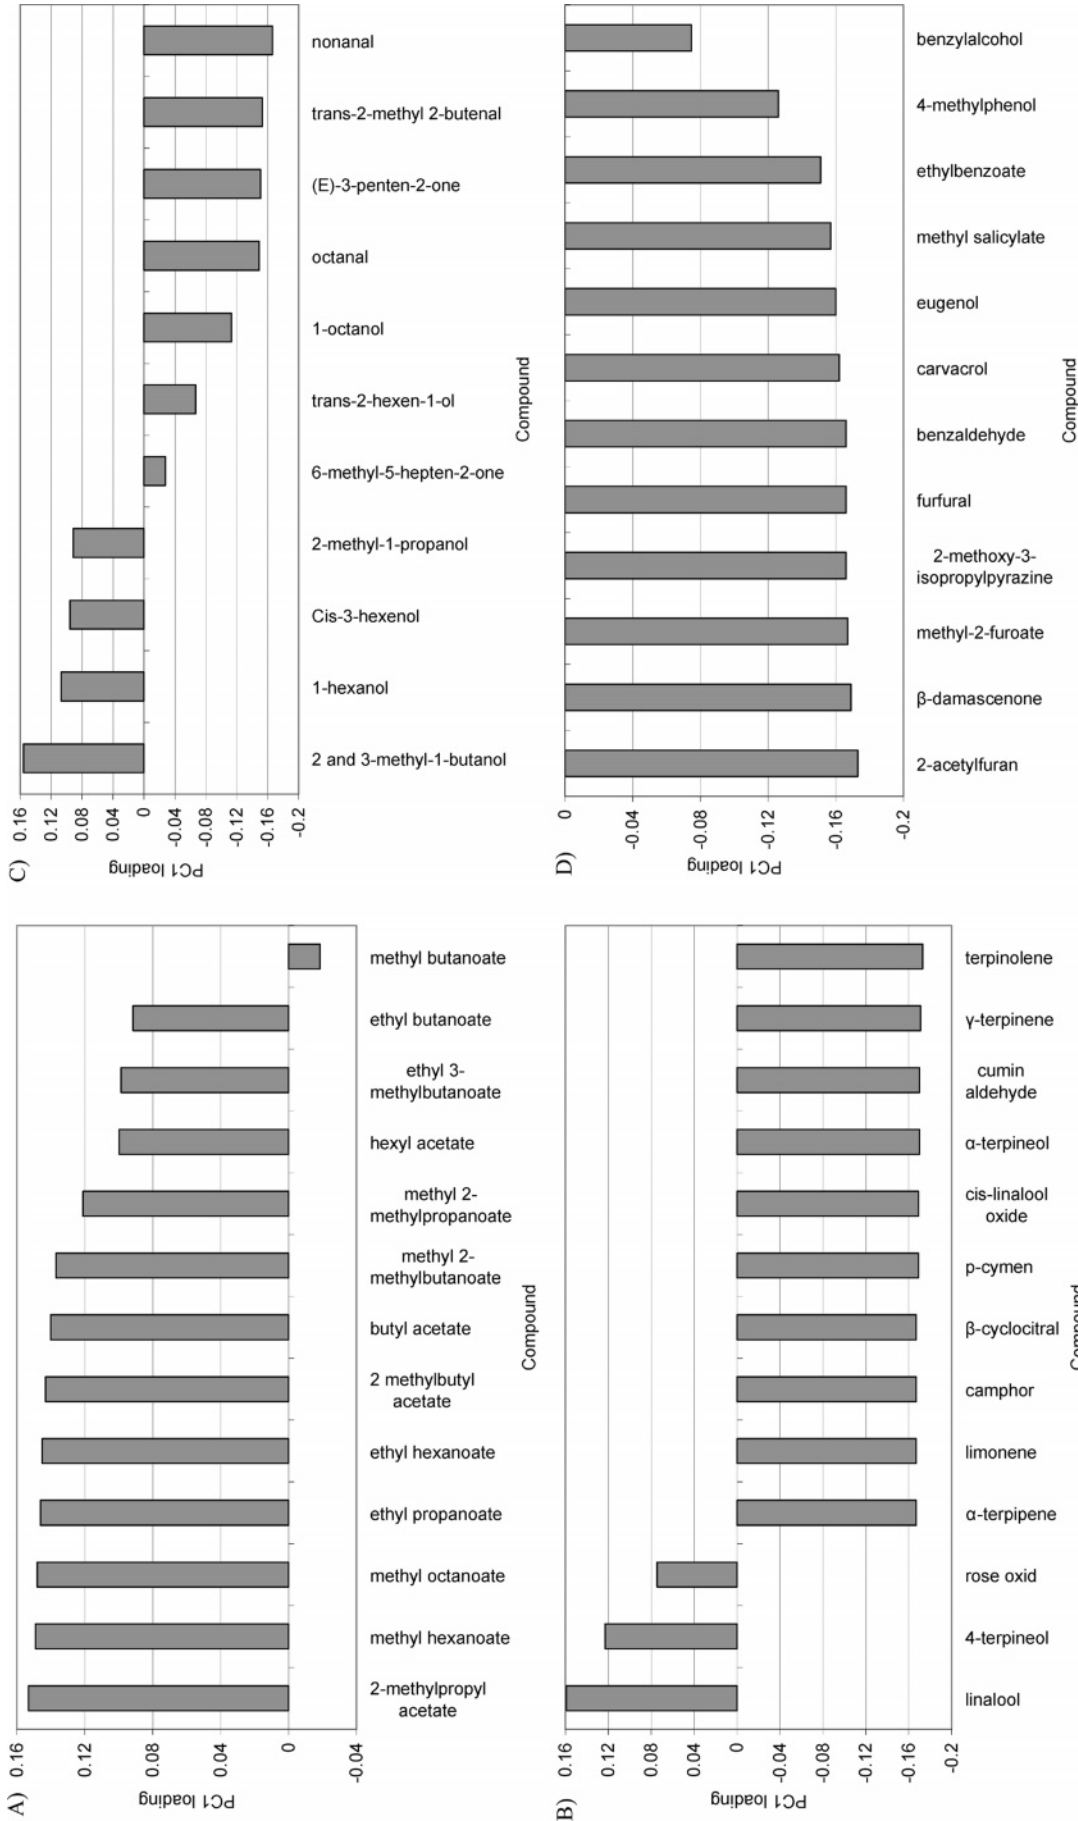 A)
PC1 loading
0.16
0.12
0.08
0.04
0
-0.04
2-methylpropyl
acetate
methyl hexanoate
methyl octanoate
ethyl propanoate
ethyl hexanoate
2 methylbutyl
acetate
butyl acetate
methyl 2-
methylbutanoate
methyl 2-
methylpropanoate
hexyl acetate
ethyl 3-
methylbutanoate
ethyl butanoate
methyl butanoate
Compound
B)
PC1 loading
0.16
0.12
0.08
0.04
0
-0.04
-0.08
-0.12
-0.16
-0.2
linalool
4-terpineol
rose oxid
α-terpipene
limonene
camphor
β-cyclocitral
p-cymen
cis-linalool
oxide
α-terpineol
cumin
aldehyde
γ-terpinene
terpinolene
Compound
C)
PC1 loading
0.16
0.12
0.08
0.04
0
-0.04
-0.08
-0.12
-0.16
-0.2
2 and 3-methyl-1-butanol
1-hexanol
Cis-3-hexenol
2-methyl-1-propanol
6-methyl-5-hepten-2-one
trans-2-hexen-1-ol
1-octanol
octanal
(E)-3-penten-2-one
trans-2-methyl 2-butenal
nonanal
Compound
D)
PC1 loading
0
-0.04
-0.08
-0.12
-0.16
-0.2
2-acetylfuran
β-damascenone
methyl-2-furoate
2-methoxy-3-
isopropylpyrazine
furfural
benzaldehyde
carvacrol
eugenol
methyl salicylate
ethylbenzoate
4-methylphenol
benzylalcohol
Compound